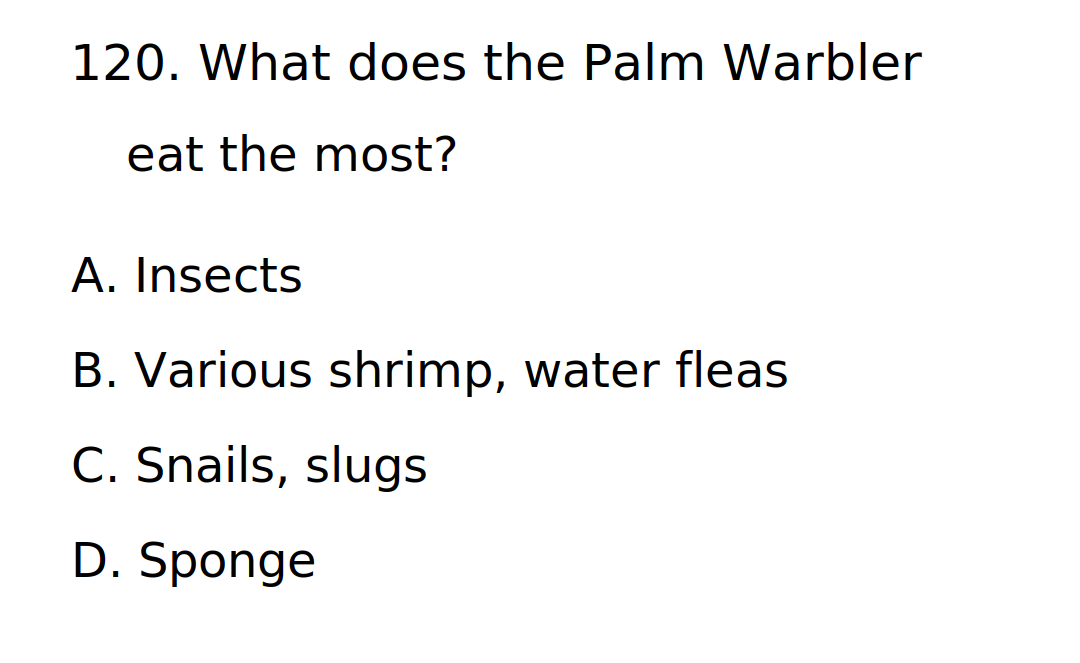 120. What does the Palm Warbler
eat the most?
A. Insects
B. Various shrimp, water fleas
C. Snails, slugs
D. Sponge